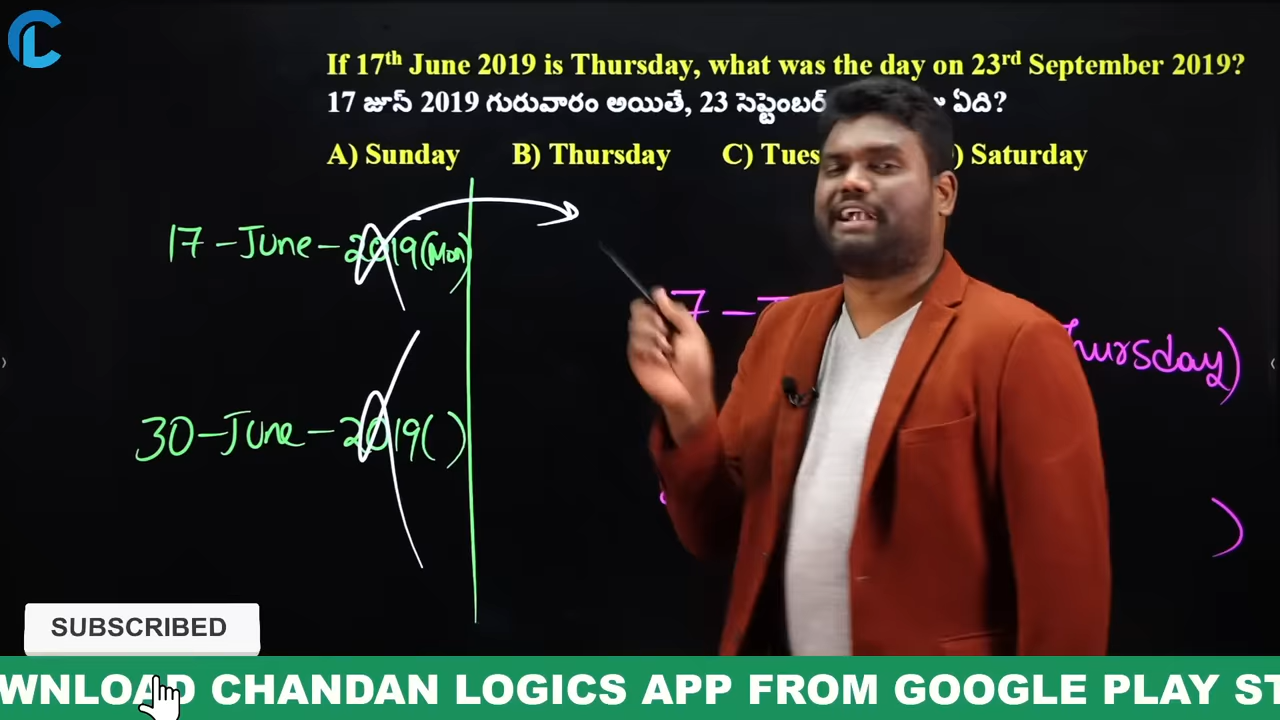 If 17th June 2019 is Thursday, what was the day on 23rd September 2019?
17 జూన్ 2019 గురువారం అయితే, 23 సెప్టెంబర్ ఏది?
A) Sunday B) Thursday C) Tues ) Saturday
17-June-2019(Mon)
7 -
hursday)
30-June-2019( )
)
SUBSCRIBED
WNLOAD CHANDAN LOGICS APP FROM GOOGLE PLAY ST